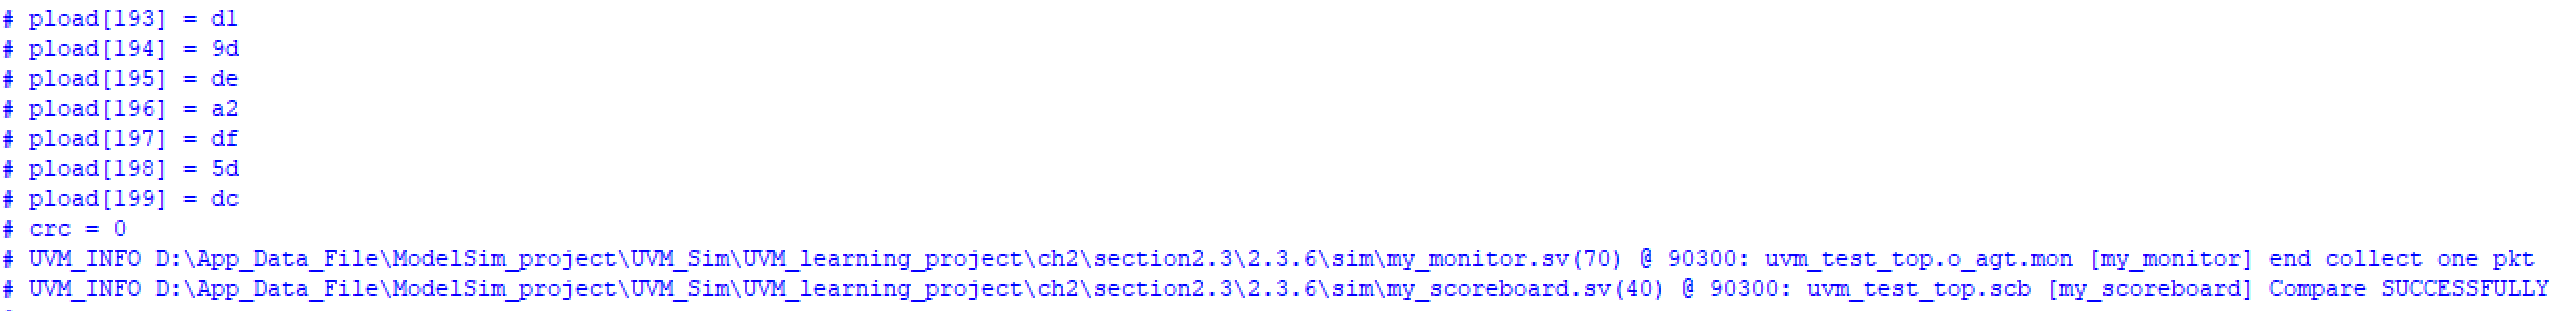 # pload[193] = d1
# pload[194] = 9d
# pload[195] = de
# pload[196] = a2
# pload[197] = df
# pload[198] = 5d
# pload[199] = dc
# crc = 0
# UVM_INFO D:\App_Data_File\ModelSim_project\UVM_Sim\UVM_learning_project\ch2\section2.3\2.3.6\sim\my_monitor.sv(70) @ 90300: uvm_test_top.o_agt.mon [my_monitor] end collect one pkt
# UVM_INFO D:\App_Data_File\ModelSim_project\UVM_Sim\UVM_learning_project\ch2\section2.3\2.3.6\sim\my_scoreboard.sv(40) @ 90300: uvm_test_top.scb [my_scoreboard] Compare SUCCESSFULLY